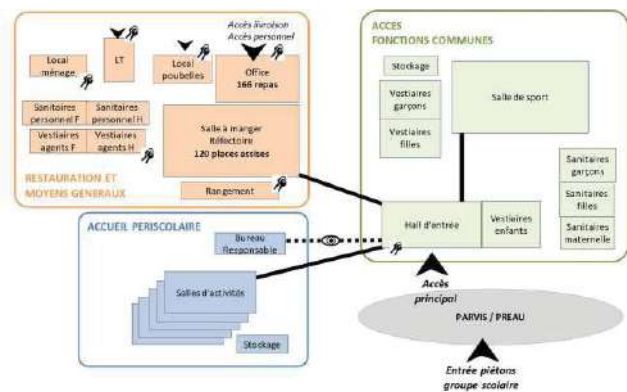 Accès livraison
Accès personnel
Local
ménage
LT
Local
poubelles
Office
166 repas
Sanitaires
personnel F
Sanitaires
personnel H
Vestiaires
agents F
Vestiaires
agents H
Salle à manger
Réfectoire
120 places assises
RESTAURATION ET
MOYENS GENERAUX
Rangement
ACCES
FONCTIONS COMMUNES
Stockage
Vestiaires
garçons
Vestiaires
filles
Salle de sport
Sanitaires
garçons
Sanitaires
filles
Sanitaires
maternelle
Hall d'entrée
Vestiaires
enfants
ACCUEIL PERISCOLAIRE
Bureau
Responsable
Salles d'activités
Stockage
Accès
principal
PARVIS / PREAU
Entrée piétons
groupe scolaire